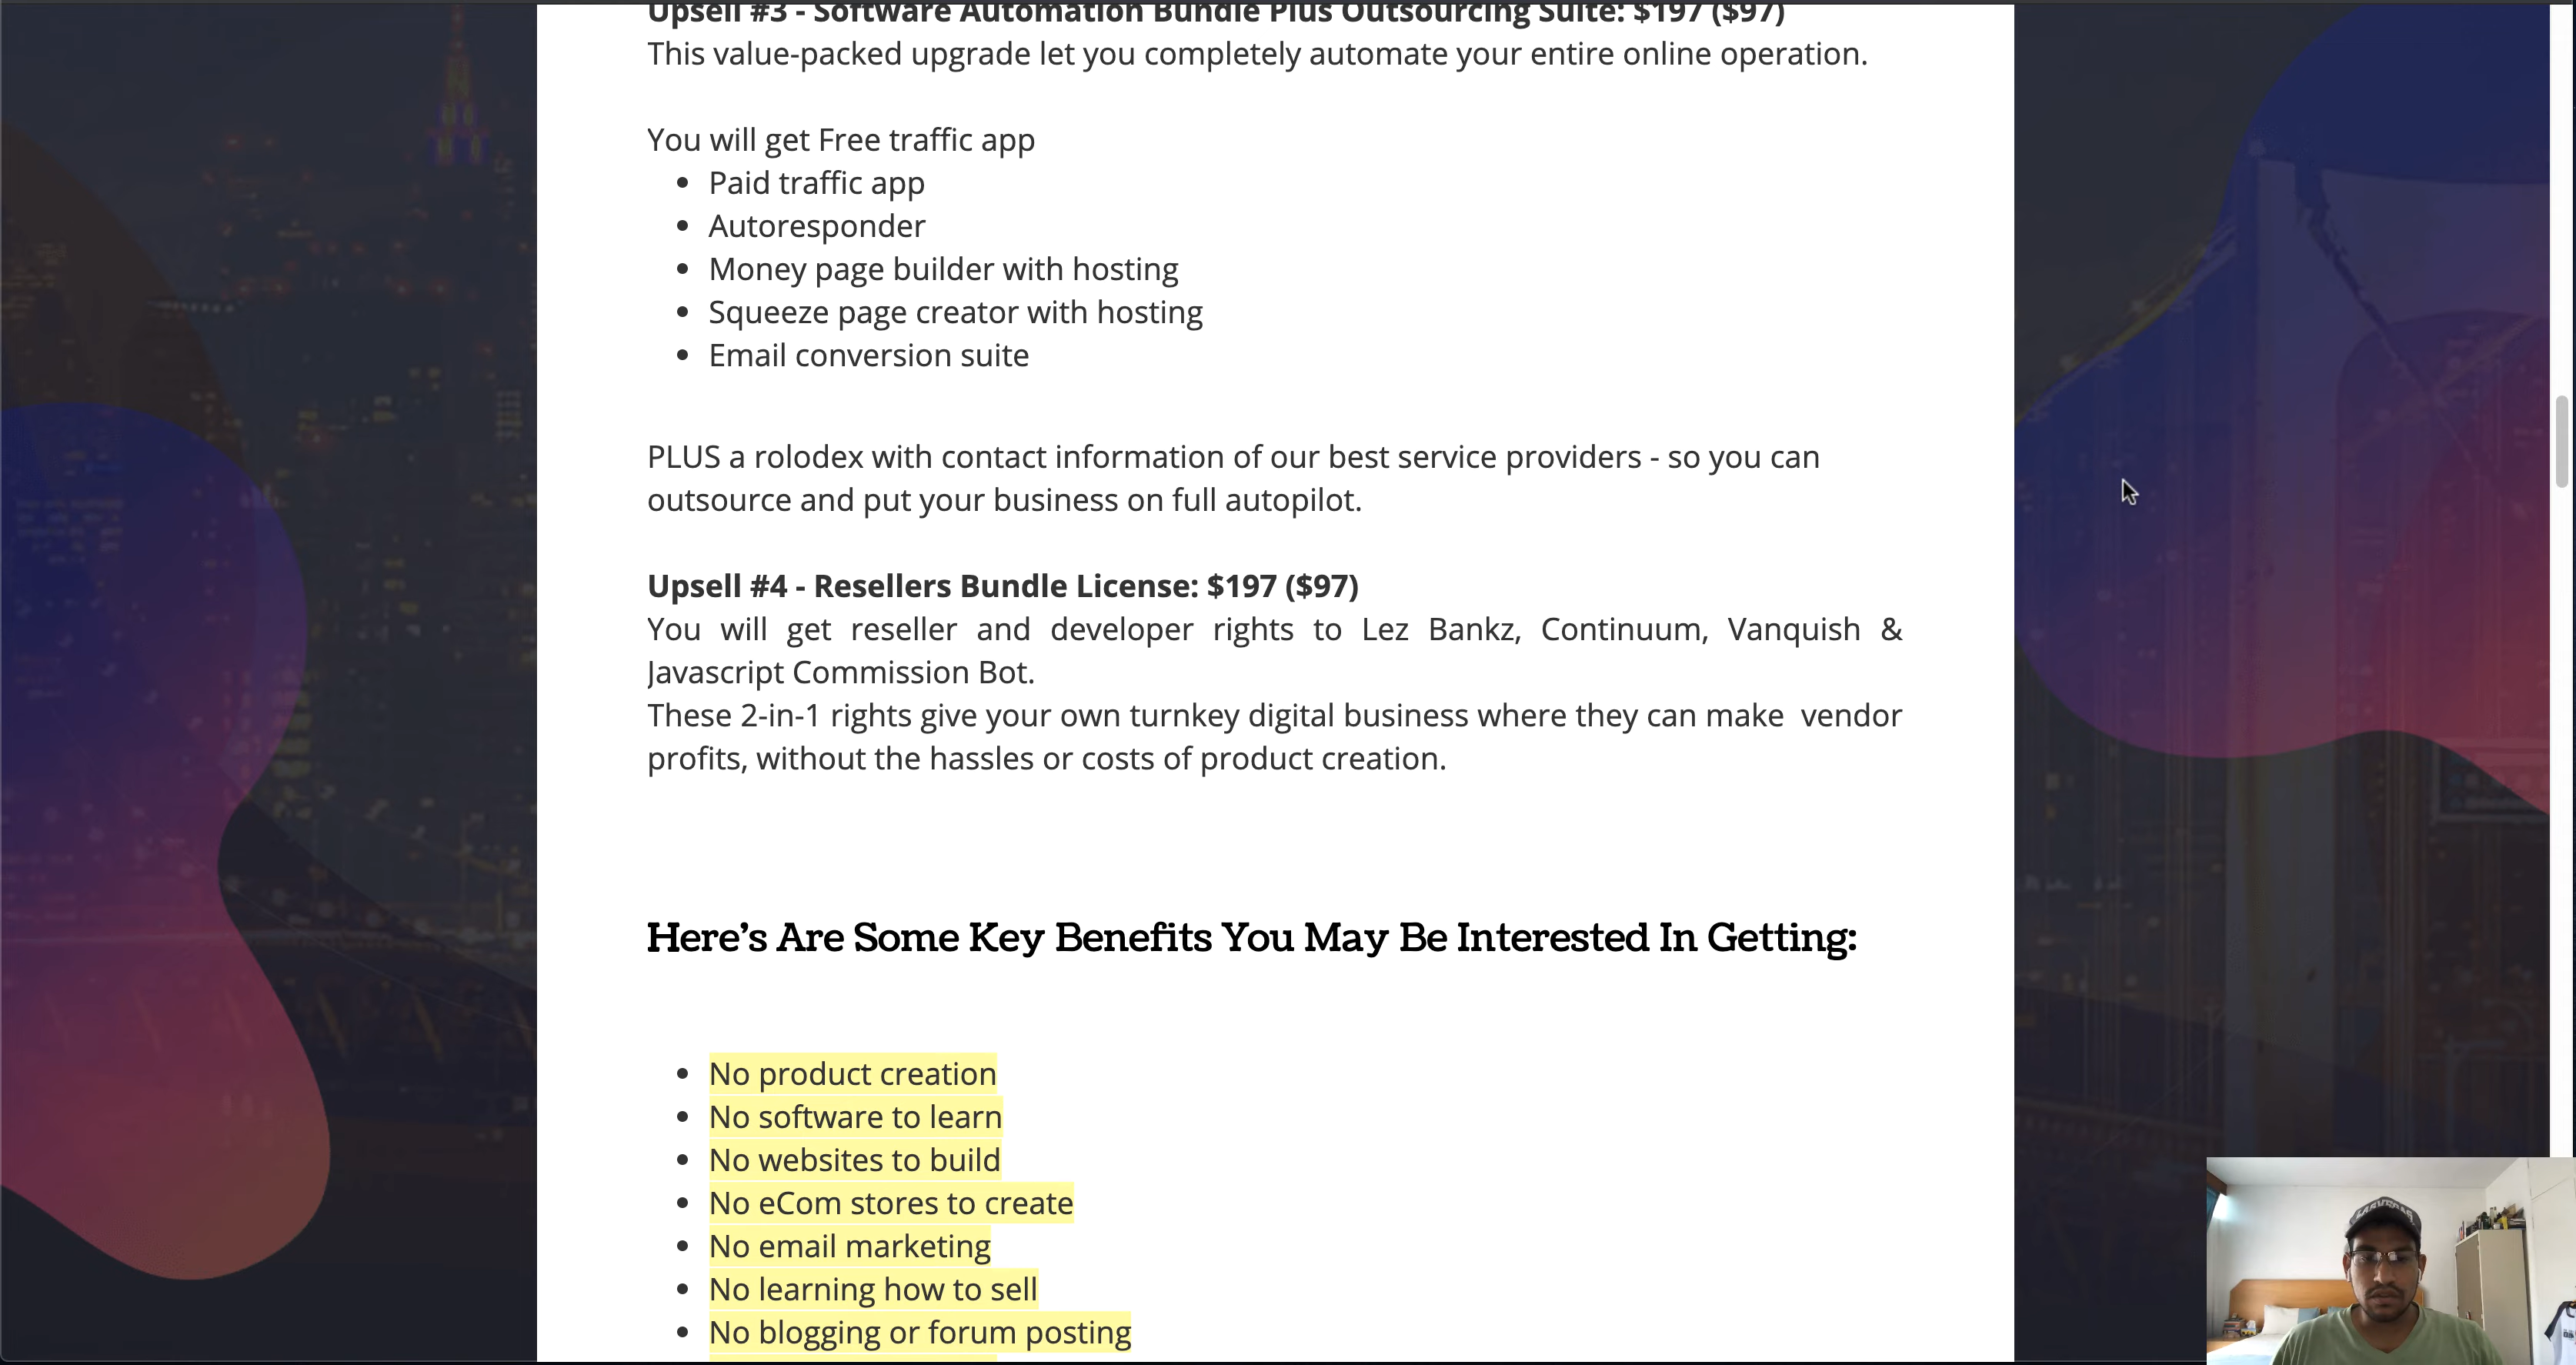 Upsell #3 - Software Automation Bundle Plus Outsourcing Suite: $197 ($97)
This value-packed upgrade let you completely automate your entire online operation.
You will get Free traffic app
Paid traffic app
Autoresponder
Money page builder with hosting
Squeeze page creator with hosting
Email conversion suite
PLUS a rolodex with contact information of our best service providers - so you can
outsource and put your business on full autopilot.
Upsell #4 - Resellers Bundle License: $197 ($97)
You will get reseller and developer rights to Lez Bankz, Continuum, Vanquish &
Javascript Commission Bot.
These 2-in-1 rights give your own turnkey digital business where they can make vendor
profits, without the hassles or costs of product creation.
Here's Are Some Key Benefits You May Be Interested In Getting:
No product creation
No software to learn
No websites to build
No eCom stores to create
No email marketing
No learning how to sell
No blogging or forum posting